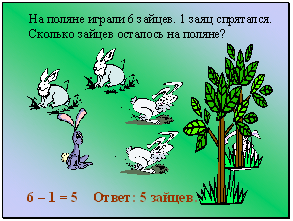 На поляне играли 6 зайцев. 1 заяц спрятался.
Сколько зайцев осталось на поляне?
6 – 1 = 5 Ответ: 5 зайцев.